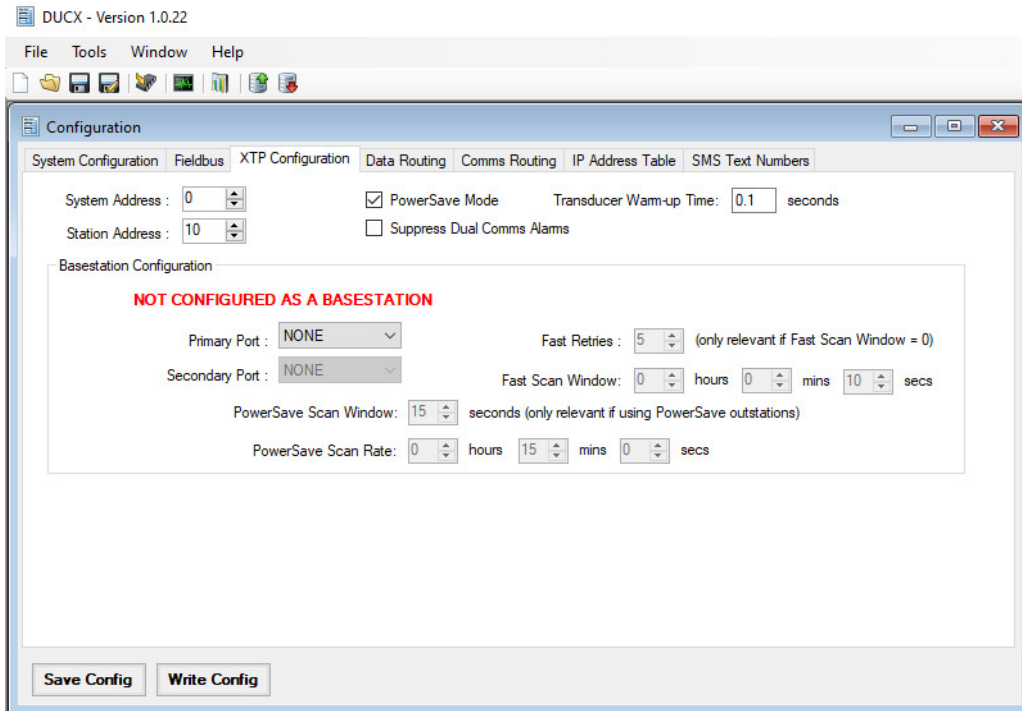 DUCX - Version 1.0.22
File Tools Window Help
Configuration
System Configuration Fieldbus XTP Configuration Data Routing Comms Routing IP Address Table SMS Text Numbers
System Address : 0 PowerSave Mode Transducer Warm-up Time: 0.1 seconds
Station Address : 10 Suppress Dual Comms Alarms
Basestation Configuration
NOT CONFIGURED AS A BASESTATION
Primary Port : NONE Fast Retries : 5 (only relevant if Fast Scan Window = 0)
Secondary Port : NONE Fast Scan Window: 0 hours 0 mins 10 secs
PowerSave Scan Window: 15 seconds (only relevant if using PowerSave outstations)
PowerSave Scan Rate: 0 hours 15 mins 0 secs
Save Config Write Config